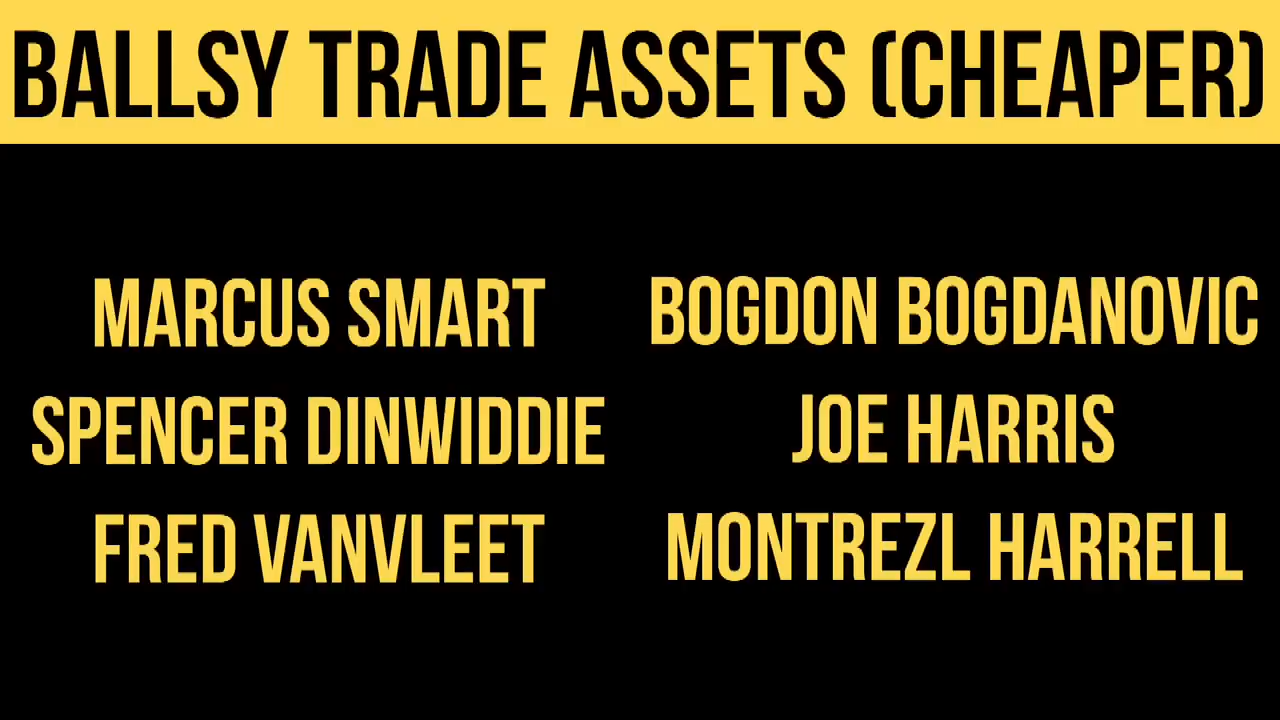 BALLSY TRADE ASSETS (CHEAPER)
MARCUS SMART
SPENCER DINWIDDIE
FRED VANVLEET
BOGDON BOGDANOVIC
JOE HARRIS
MONTREZL HARRELL